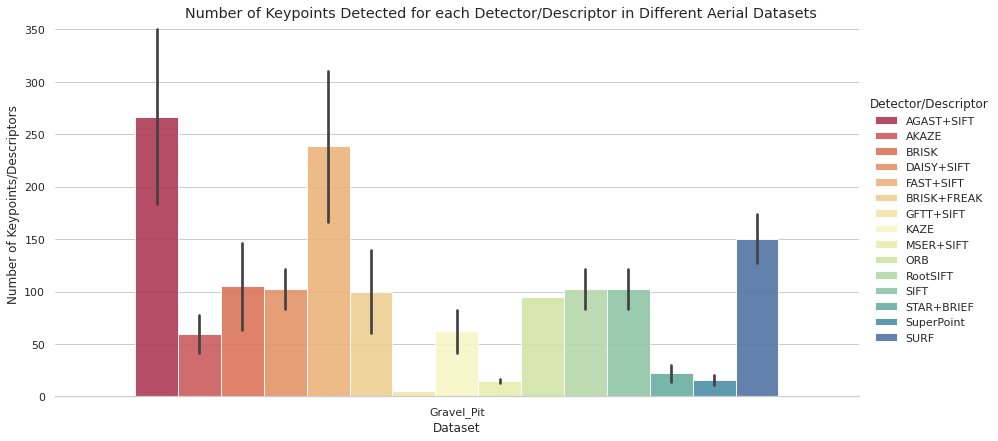 Number of Keypoints Detected for each Detector/Descriptor in Different Aerial Datasets
Number of Keypoints/Descriptors
350
300
250
200
150
100
50
0
Gravel_Pit
Dataset
Detector/Descriptor
AGAST+SIFT
AKAZE
BRISK
DAISY+SIFT
FAST+SIFT
BRISK+FREAK
GFTT+SIFT
KAZE
MSER+SIFT
ORB
RootSIFT
SIFT
STAR+BRIEF
SuperPoint
SURF